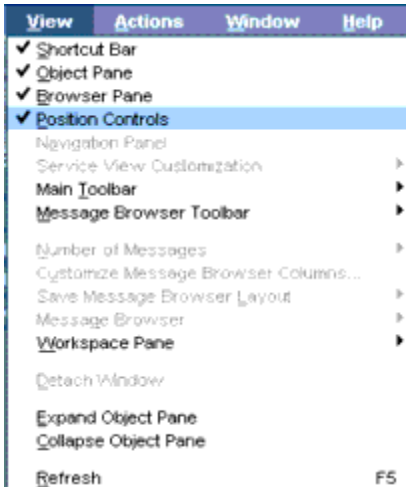 View Actions Window Help
Shortcut Bar
Object Pane
Browser Pane
Position Controls
Navigation Panel
Service View Customization
Main Toolbar
Message Browser Toolbar
Number of Messages
Customize Message Browser Columns...
Save Message Browser Layout
Message Browser
Workspace Pane
Detach Window
Expand Object Pane
Collapse Object Pane
Refresh F5